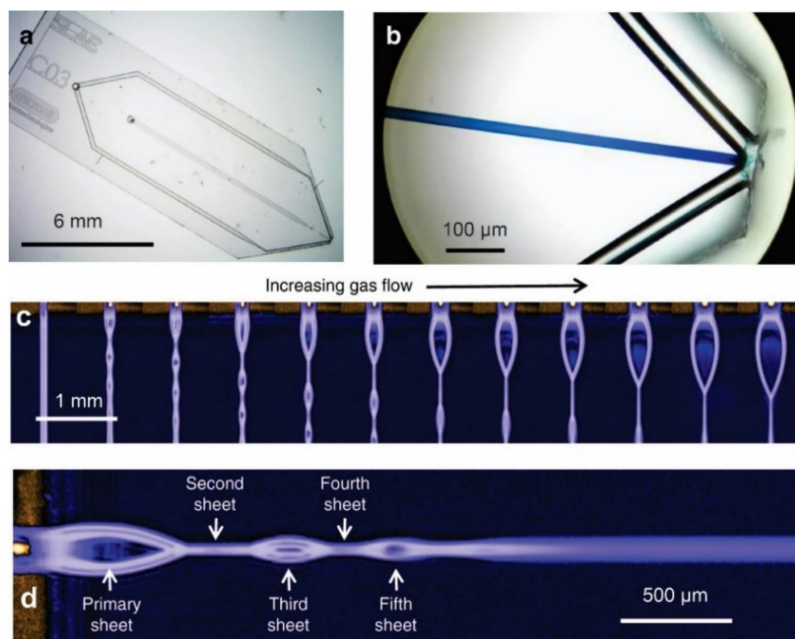 a
C03
6 mm
b
100 µm
Increasing gas flow
c
1 mm
Second
sheet
Fourth
sheet
Primary
sheet
Third
sheet
Fifth
sheet
d
500 µm